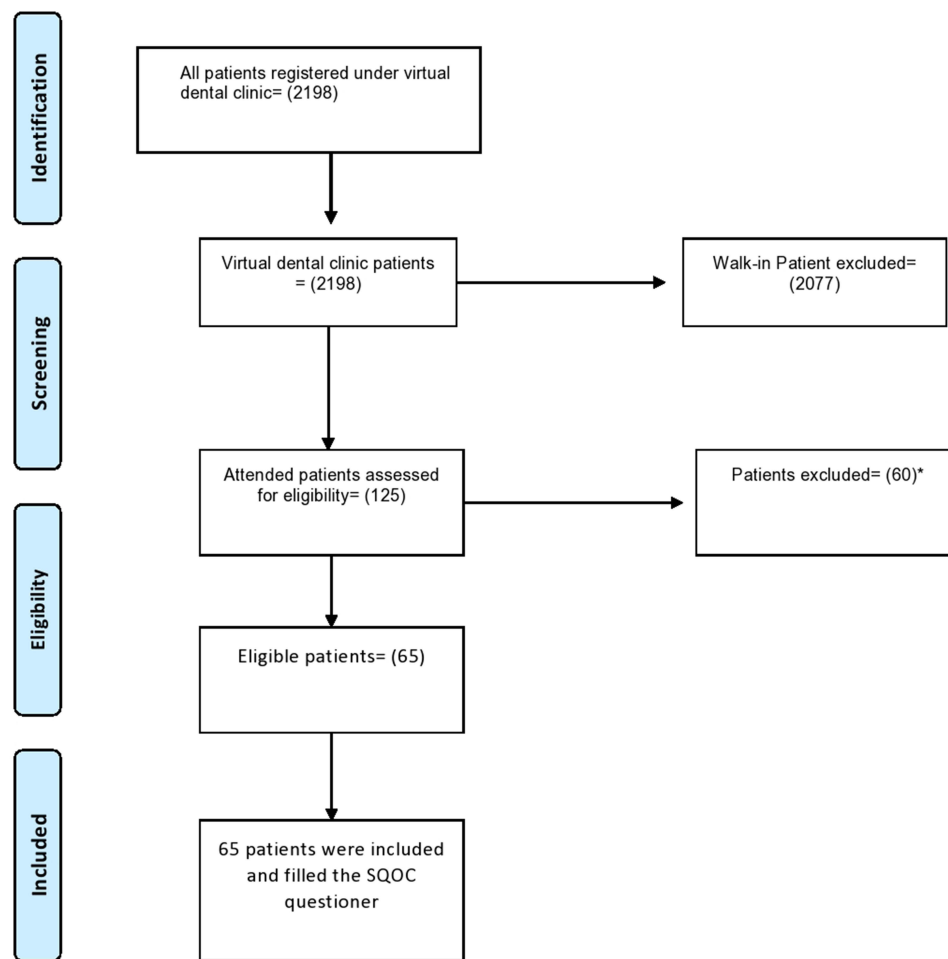 Identification
All patients registered under virtual
dental clinic= (2198)
Screening
Virtual dental clinic patients
= (2198)
Walk-in Patient excluded=
(2077)
Attended patients assessed
for eligibility= (125)
Patients excluded= (60)*
Eligibility
Eligible patients= (65)
Included
65 patients were included
and filled the SQOC
questioner